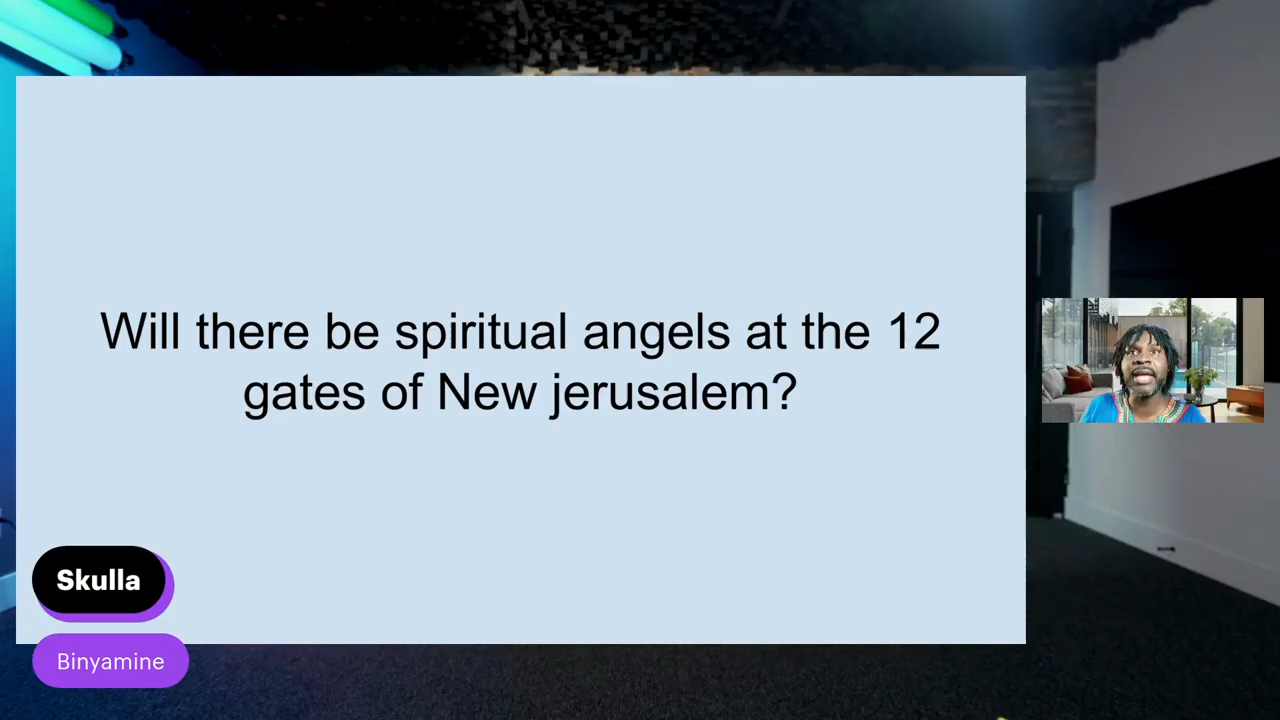 Will there be spiritual angels at the 12
gates of New jerusalem?
Skulla
Binyamine